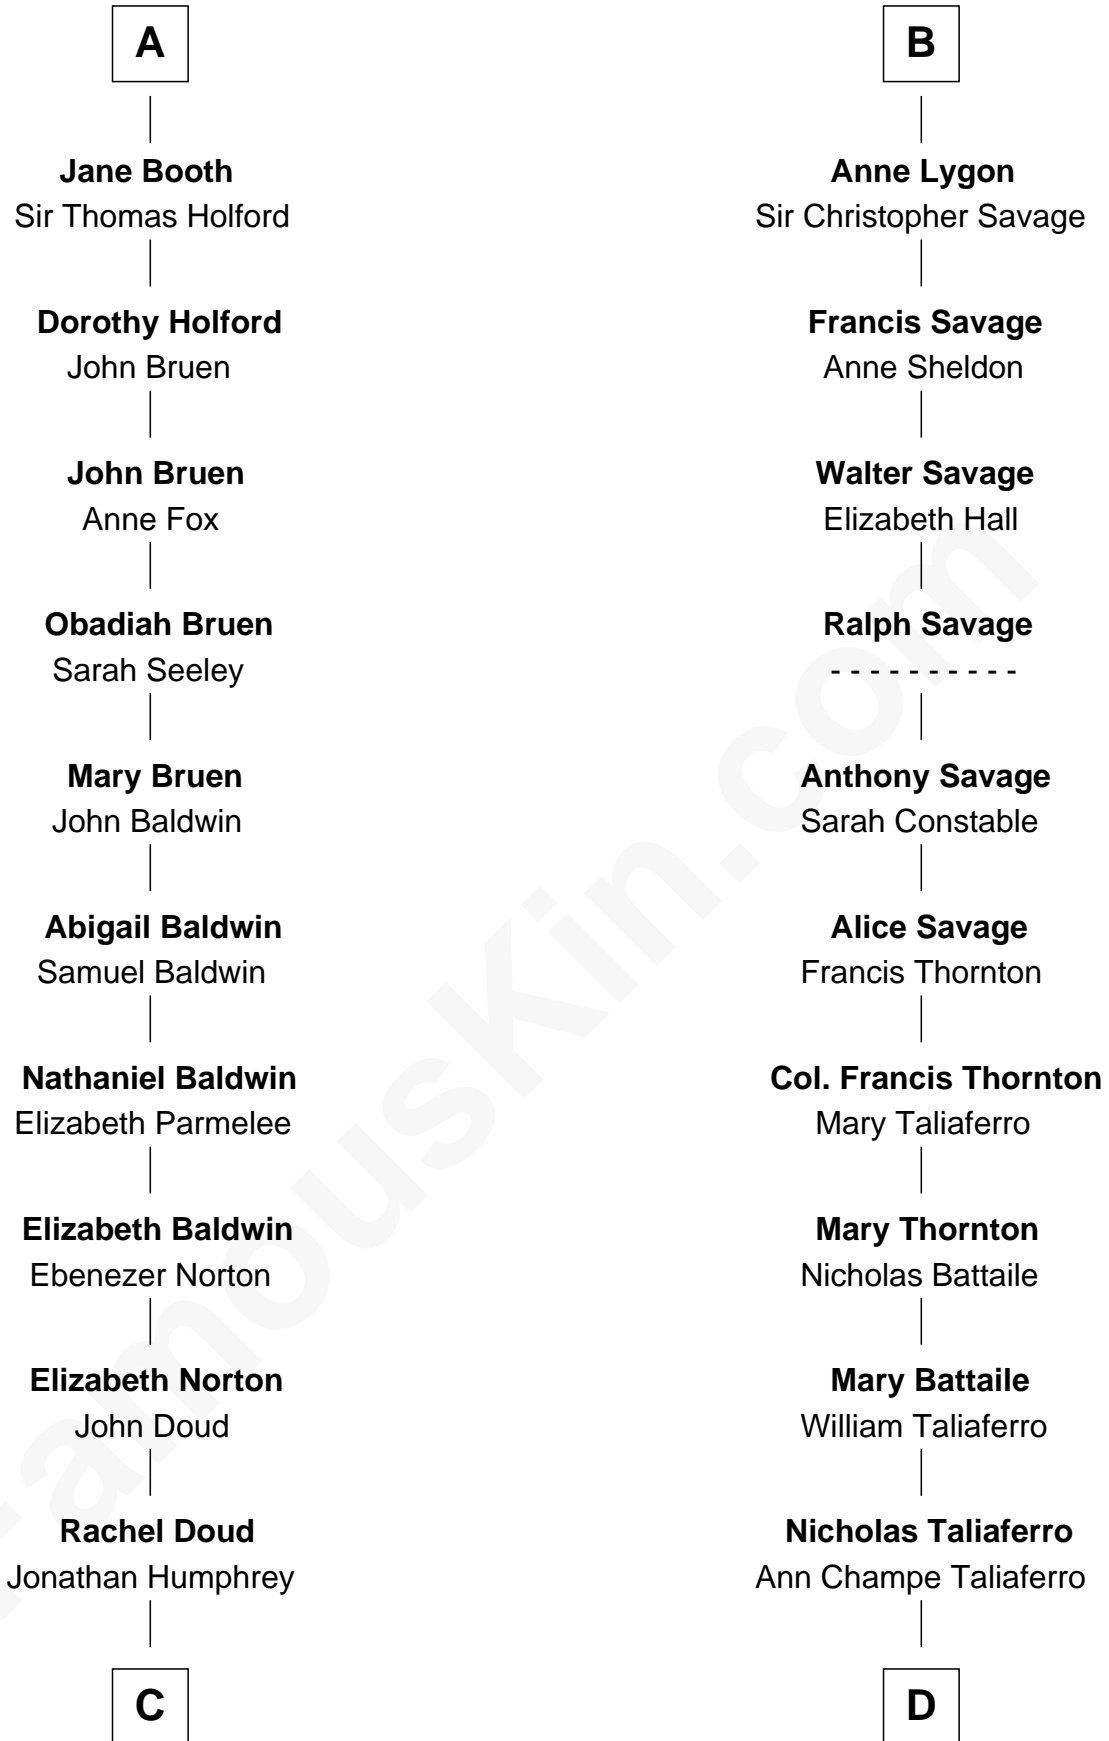 A
Jane Booth
Sir Thomas Holford
Dorothy Holford
John Bruen
John Bruen
Anne Fox
Obadiah Bruen
Sarah Seeley
Mary Bruen
John Baldwin
Abigail Baldwin
Samuel Baldwin
Nathaniel Baldwin
Elizabeth Parmelee
Elizabeth Baldwin
Ebenezer Norton
Elizabeth Norton
John Doud
Rachel Doud
Jonathan Humphrey
C
B
Anne Lygon
Sir Christopher Savage
Francis Savage
Anne Sheldon
Walter Savage
Elizabeth Hall
Ralph Savage
- - - - - - - - - -
Anthony Savage
Sarah Constable
Alice Savage
Francis Thornton
Col. Francis Thornton
Mary Taliaferro
Mary Thornton
Nicholas Battaile
Mary Battaile
William Taliaferro
Nicholas Taliaferro
Ann Champe Taliaferro
D
FamousKin.com